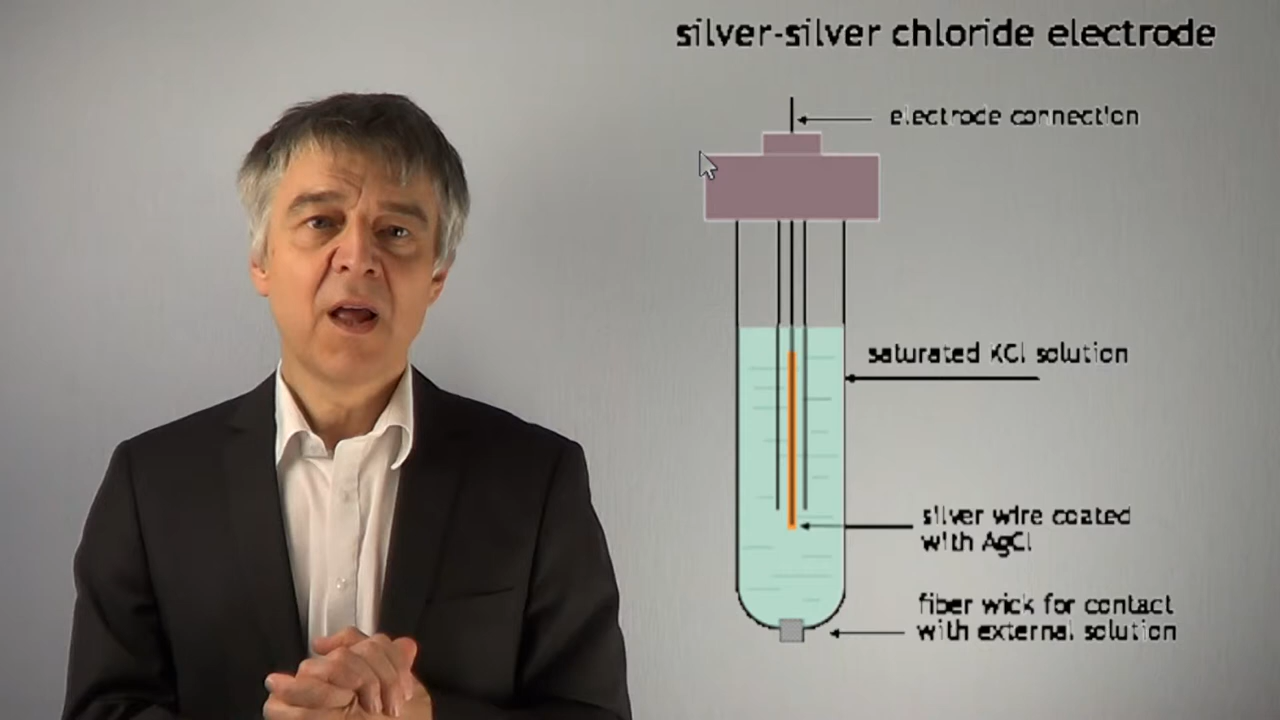 silver-silver chloride electrode
electrode connection
saturated KCl solution
silver wire coated
with AgCl
fiber wick for contact
with external solution